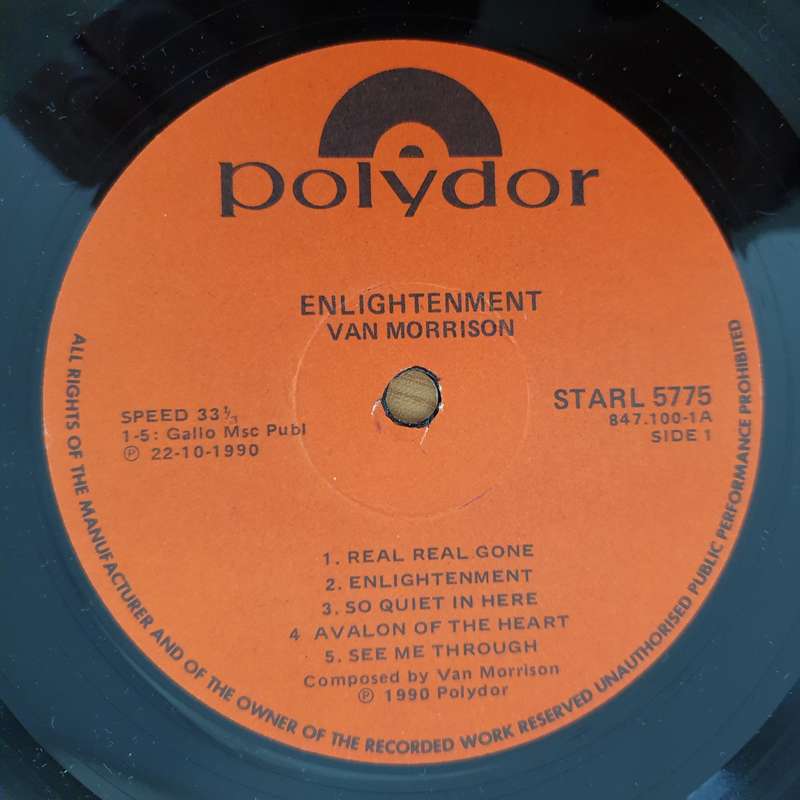 polydor
ENLIGHTENMENT
VAN MORRISON
SPEED 33⅓
1-5: Gallo Msc Publ
Ⓟ 22-10-1990
STARL 5775
847.100-1A
SIDE 1
1. REAL REAL GONE
2. ENLIGHTENMENT
3. SO QUIET IN HERE
4 AVALON OF THE HEART
5. SEE ME THROUGH
Composed by Van Morrison
Ⓟ 1990 Polydor
ALL RIGHTS OF THE MANUFACTURER AND OF THE OWNER OF THE RECORDED WORK RESERVED UNAUTHORISED PUBLIC PERFORMANCE PROHIBITED